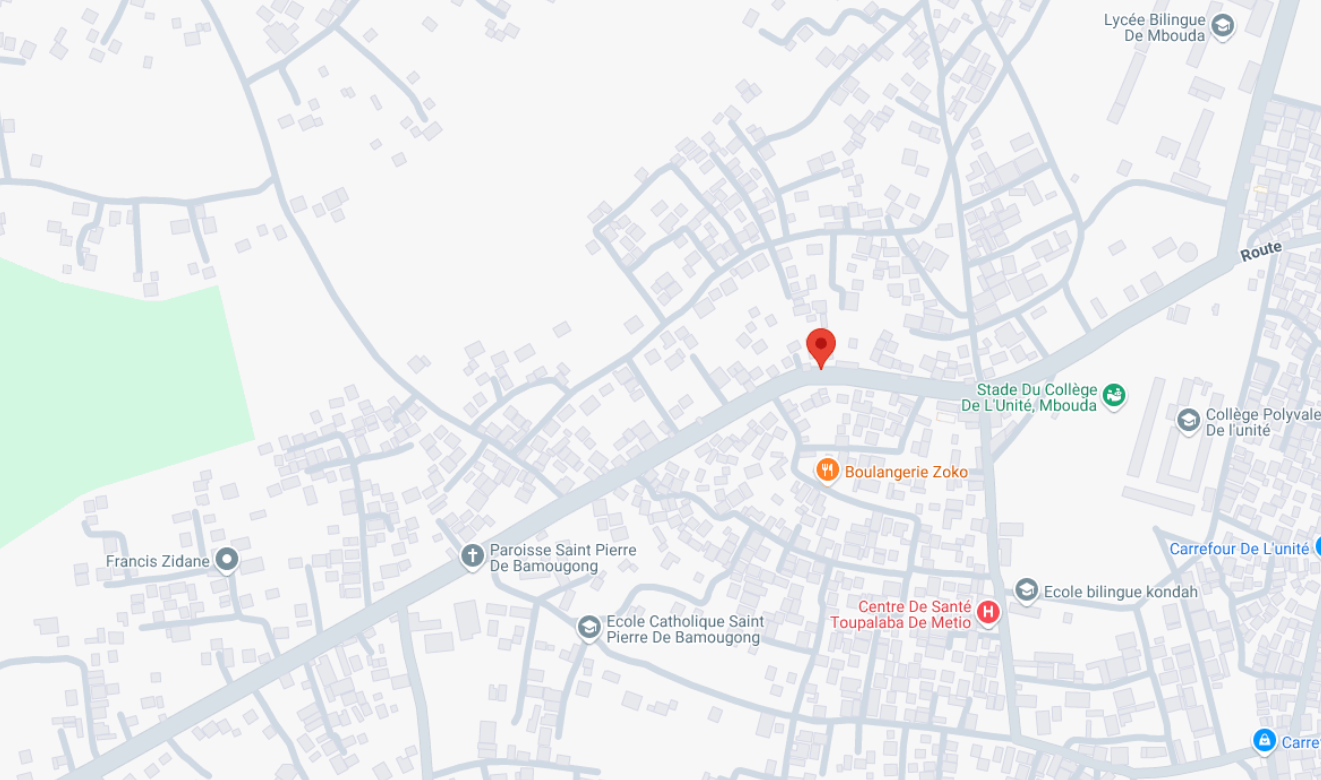 Lycée Bilingue
De Mbouda
Route
Stade Du Collège
De L'Unité, Mbouda
Collège Polyvale
De l'unité
Boulangerie Zoko
Paroisse Saint Pierre
De Bamougong
Francis Zidane
Carrefour De L'unité
Ecole bilingue kondah
Centre De Santé
Toupalaba De Metio
H
Ecole Catholique Saint
Pierre De Bamougong
Carre